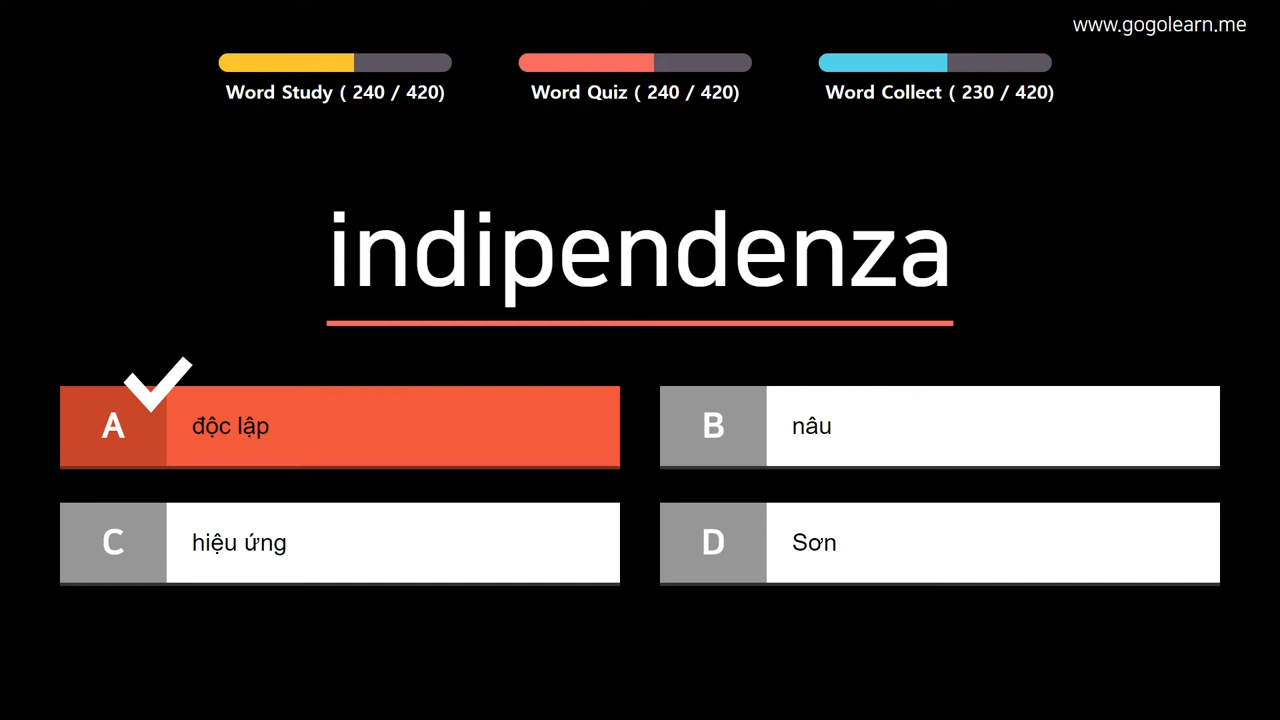 www.gogolearn.me
Word Study ( 240 / 420)
Word Quiz ( 240 / 420)
Word Collect ( 230 / 420)
indipendenza
A
độc lập
B
nâu
C
hiệu ứng
D
Sơn